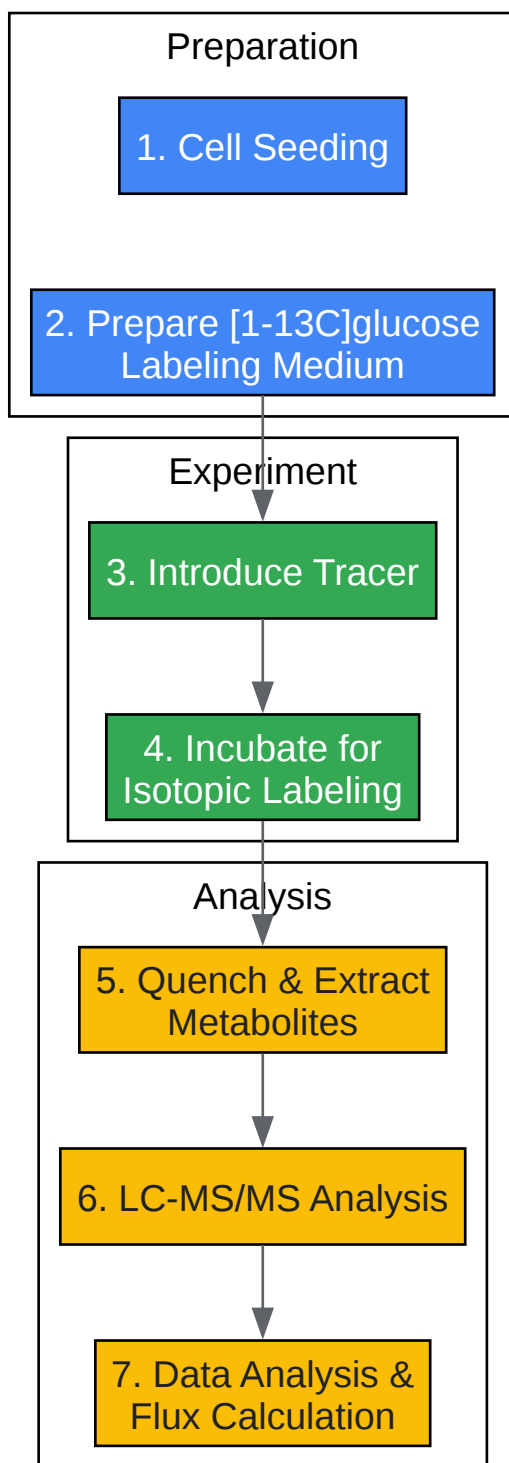 Preparation
1. Cell Seeding
2. Prepare [1-13C]glucose
Labeling Medium
Experiment
3. Introduce Tracer
4. Incubate for
Isotopic Labeling
Analysis
5. Quench & Extract
Metabolites
6. LC-MS/MS Analysis
7. Data Analysis &
Flux Calculation